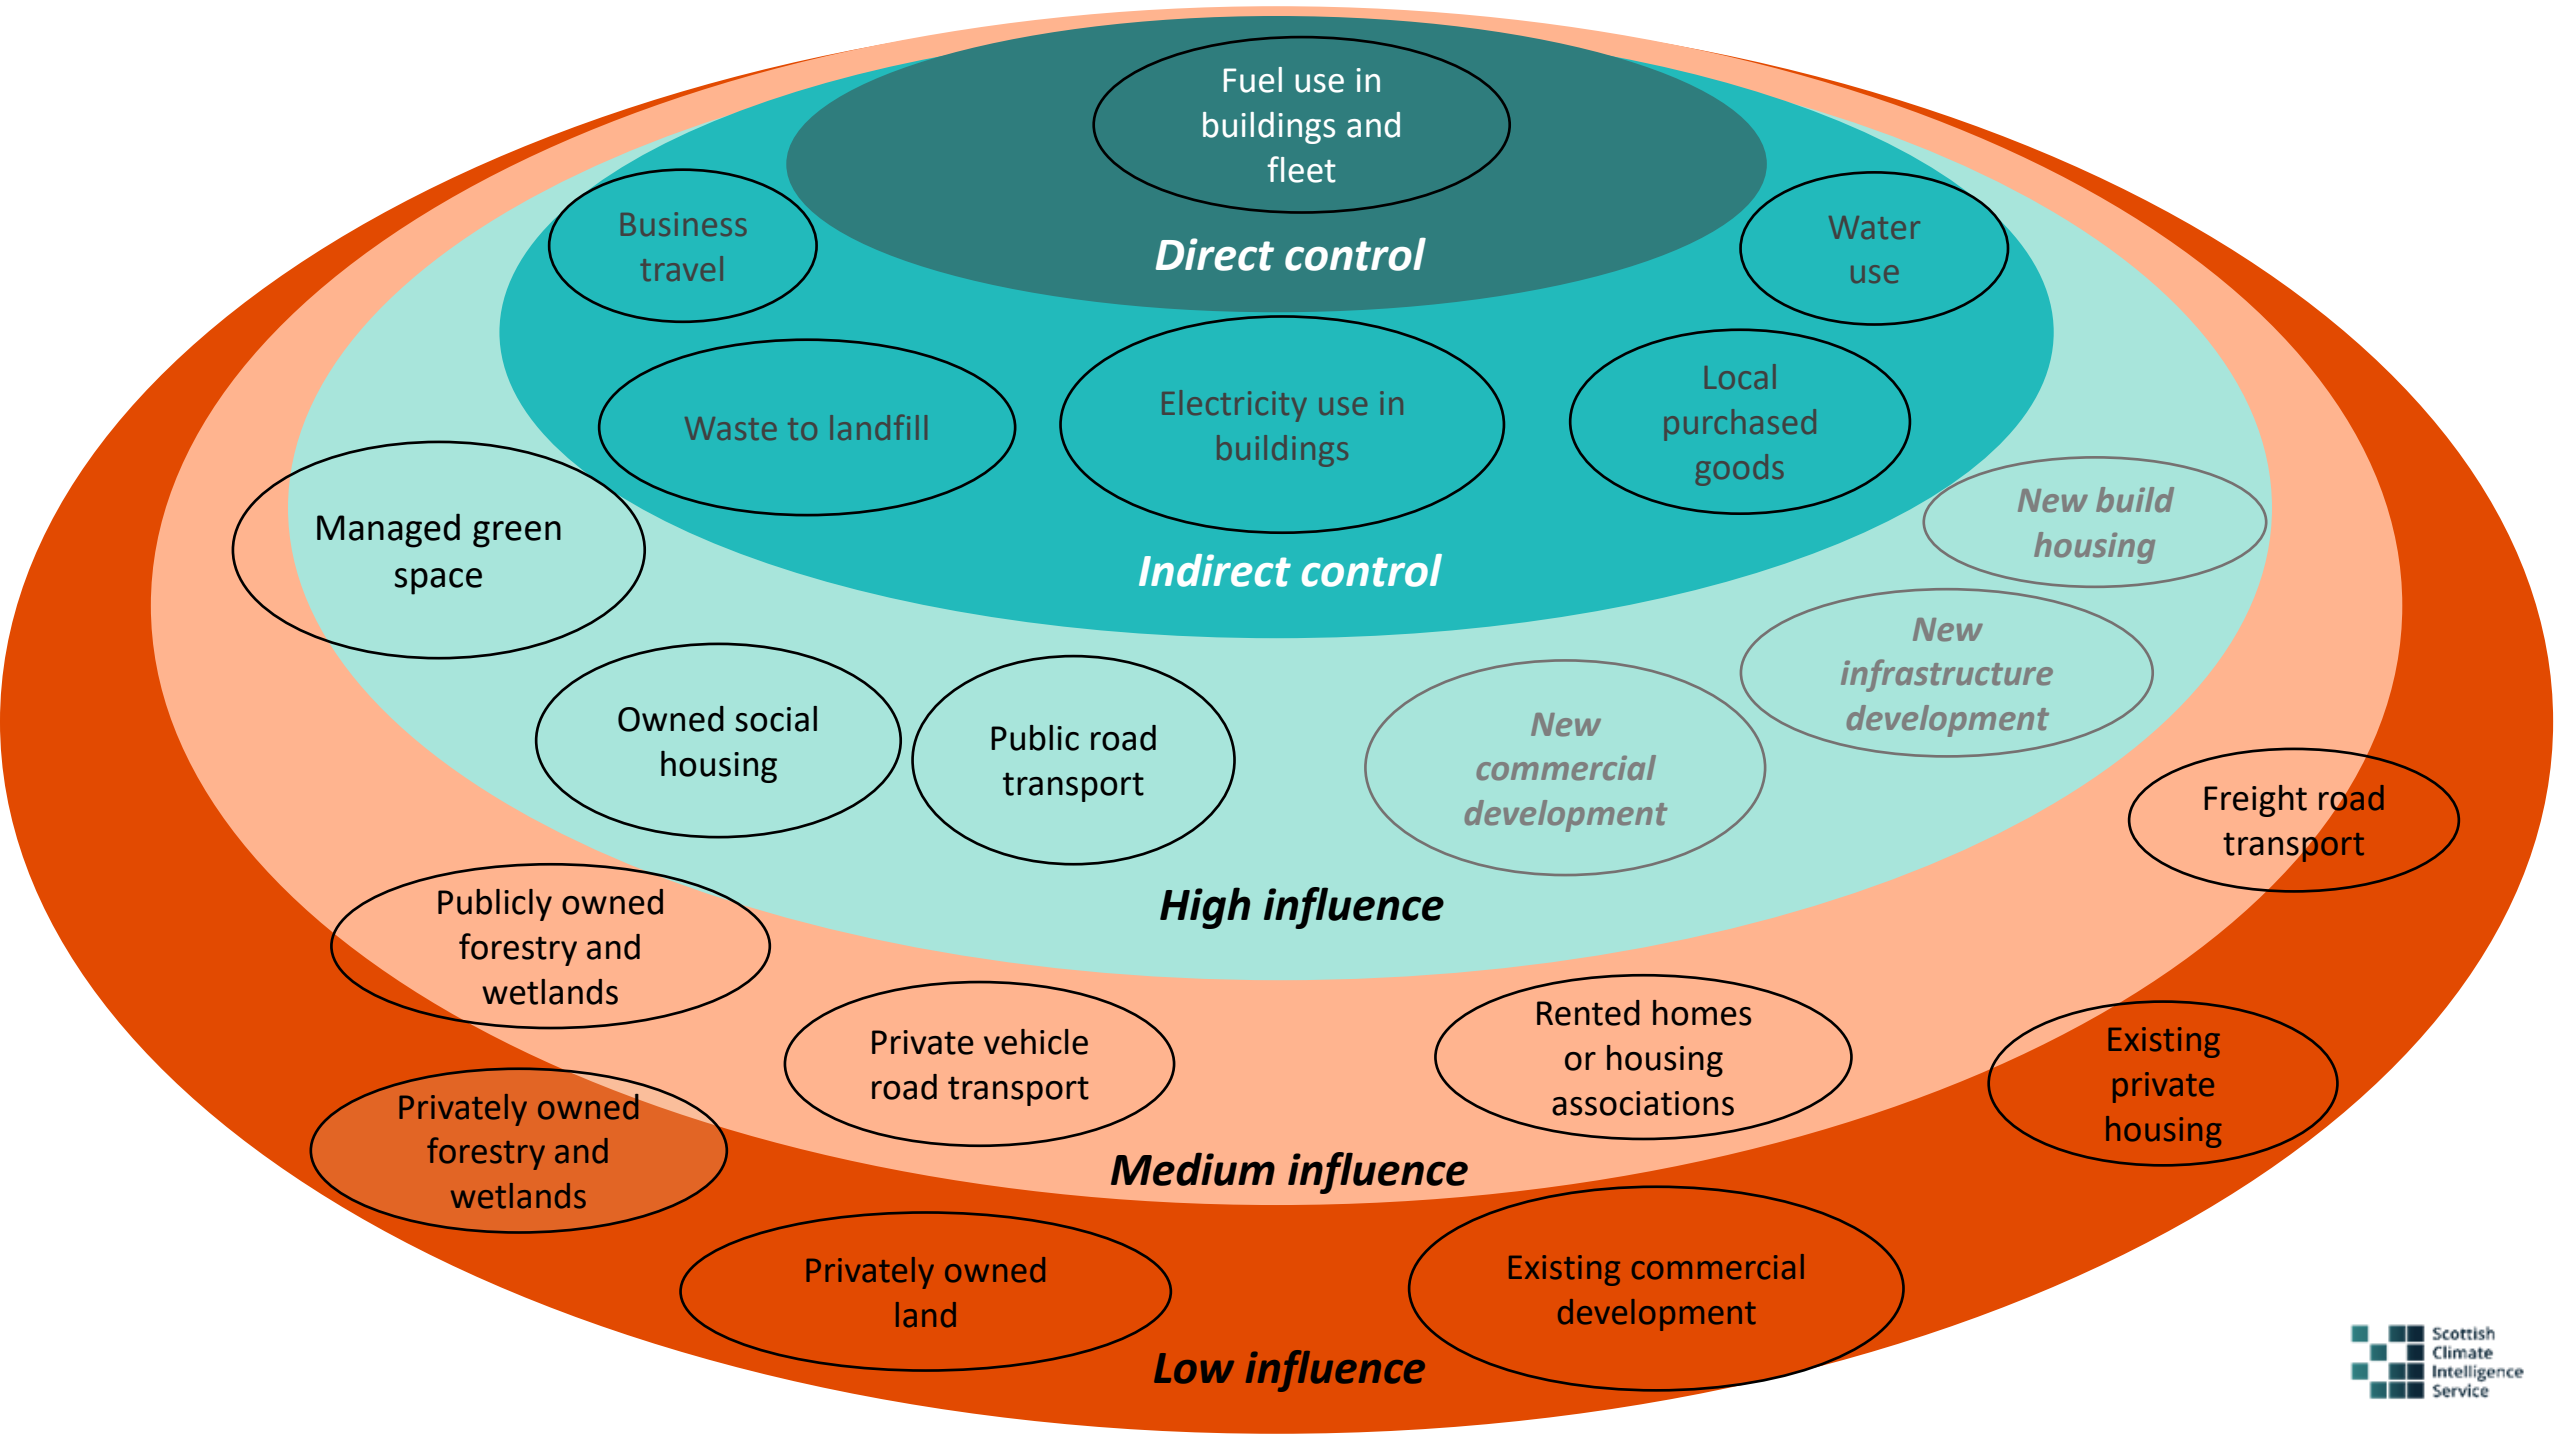 Fuel use in
buildings and
fleet
Direct control
Business
travel
Water
use
Waste to landfill
Electricity use in
buildings
Local
purchased
goods
Indirect control
Managed green
space
New build
housing
New
infrastructure
development
Owned social
housing
Public road
transport
New
commercial
development
High influence
Freight road
transport
Publicly owned
forestry and
wetlands
Private vehicle
road transport
Rented homes
or housing
associations
Existing
private
housing
Privately owned
forestry and
wetlands
Medium influence
Privately owned
land
Existing commercial
development
Low influence
Scottish
Climate
Intelligence
Service